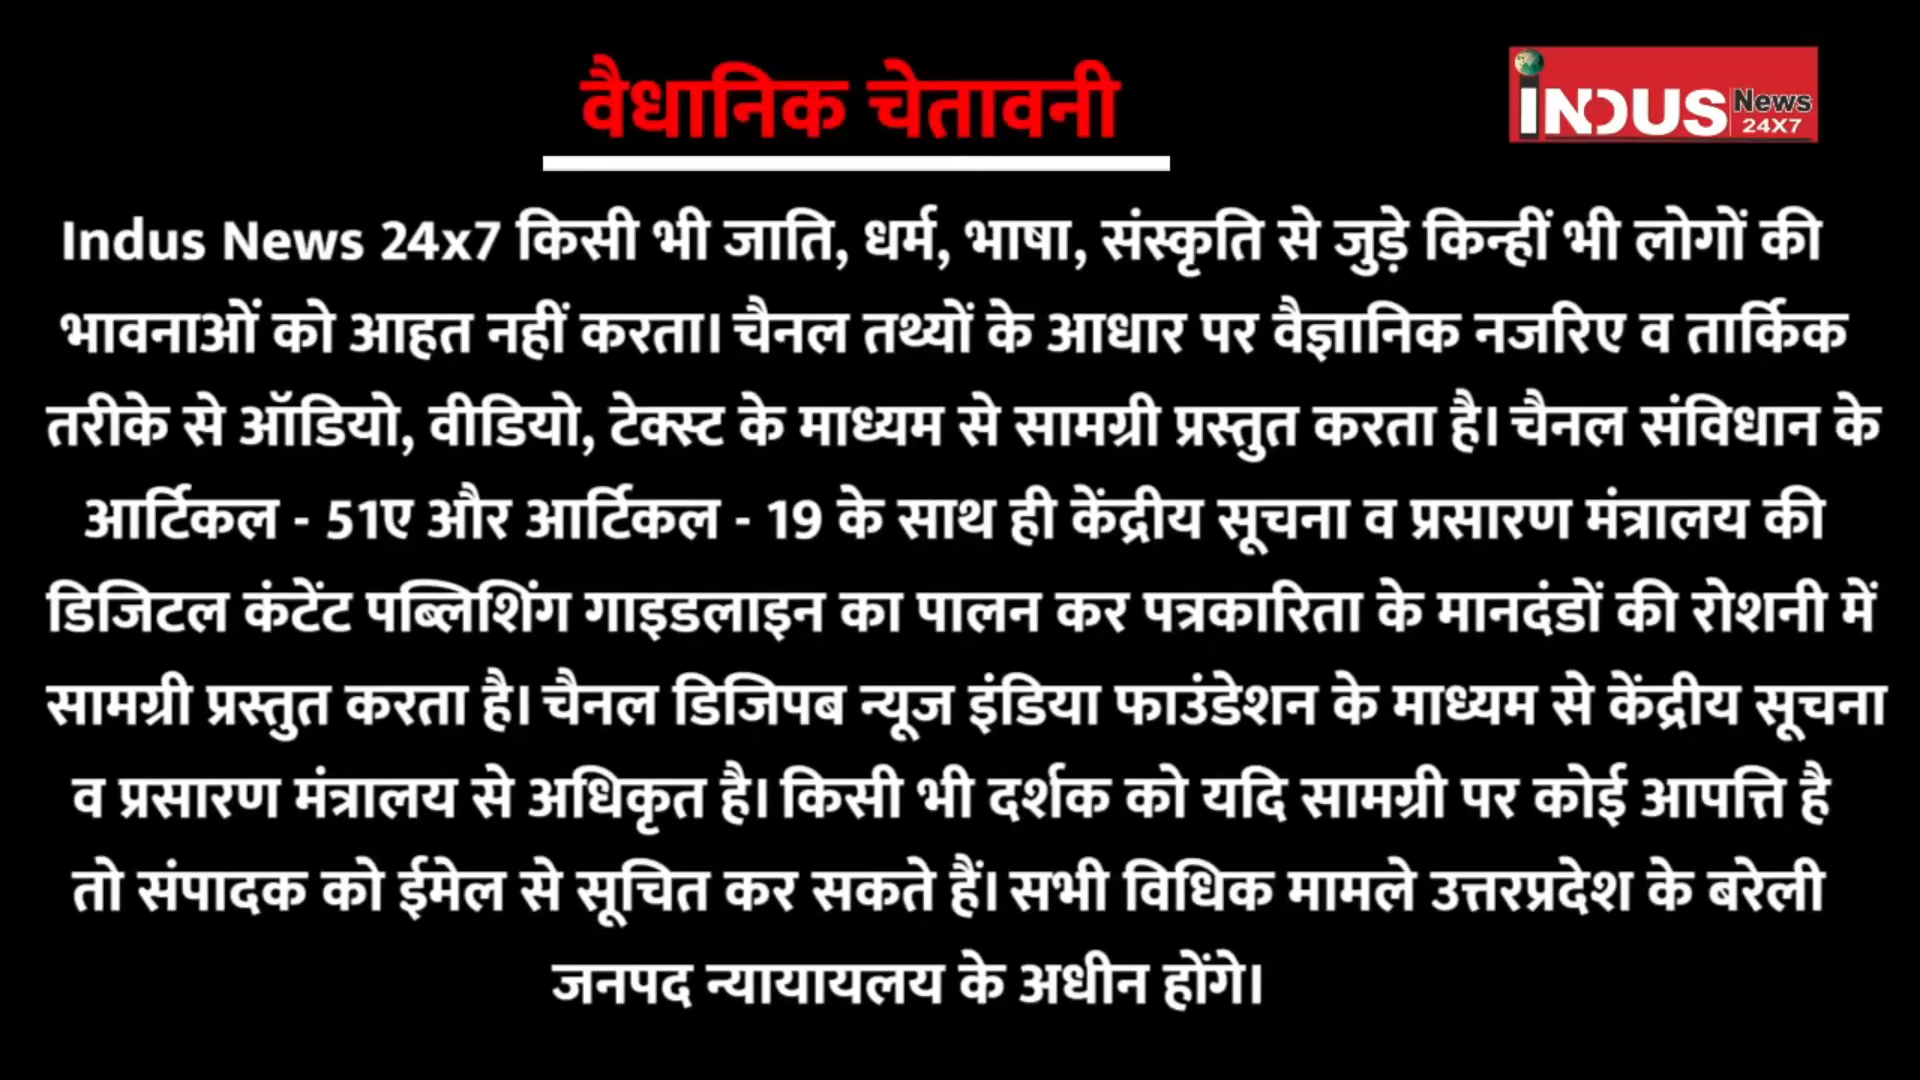 वैधानिक चेतावनी
INDUS News 24X7
Indus News 24x7 किसी भी जाति, धर्म, भाषा, संस्कृति से जुड़े किन्हीं भी लोगों की
भावनाओं को आहत नहीं करता। चैनल तथ्यों के आधार पर वैज्ञानिक नजरिए व तार्किक
तरीके से ऑडियो, वीडियो, टेक्स्ट के माध्यम से सामग्री प्रस्तुत करता है। चैनल संविधान के
आर्टिकल - 51ए और आर्टिकल - 19 के साथ ही केंद्रीय सूचना व प्रसारण मंत्रालय की
डिजिटल कंटेंट पब्लिशिंग गाइडलाइन का पालन कर पत्रकारिता के मानदंडों की रोशनी में
सामग्री प्रस्तुत करता है। चैनल डिजिपब न्यूज इंडिया फाउंडेशन के माध्यम से केंद्रीय सूचना
व प्रसारण मंत्रालय से अधिकृत है। किसी भी दर्शक को यदि सामग्री पर कोई आपत्ति है
तो संपादक को ईमेल से सूचित कर सकते हैं। सभी विधिक मामले उत्तरप्रदेश के बरेली
जनपद न्यायायलय के अधीन होंगे।